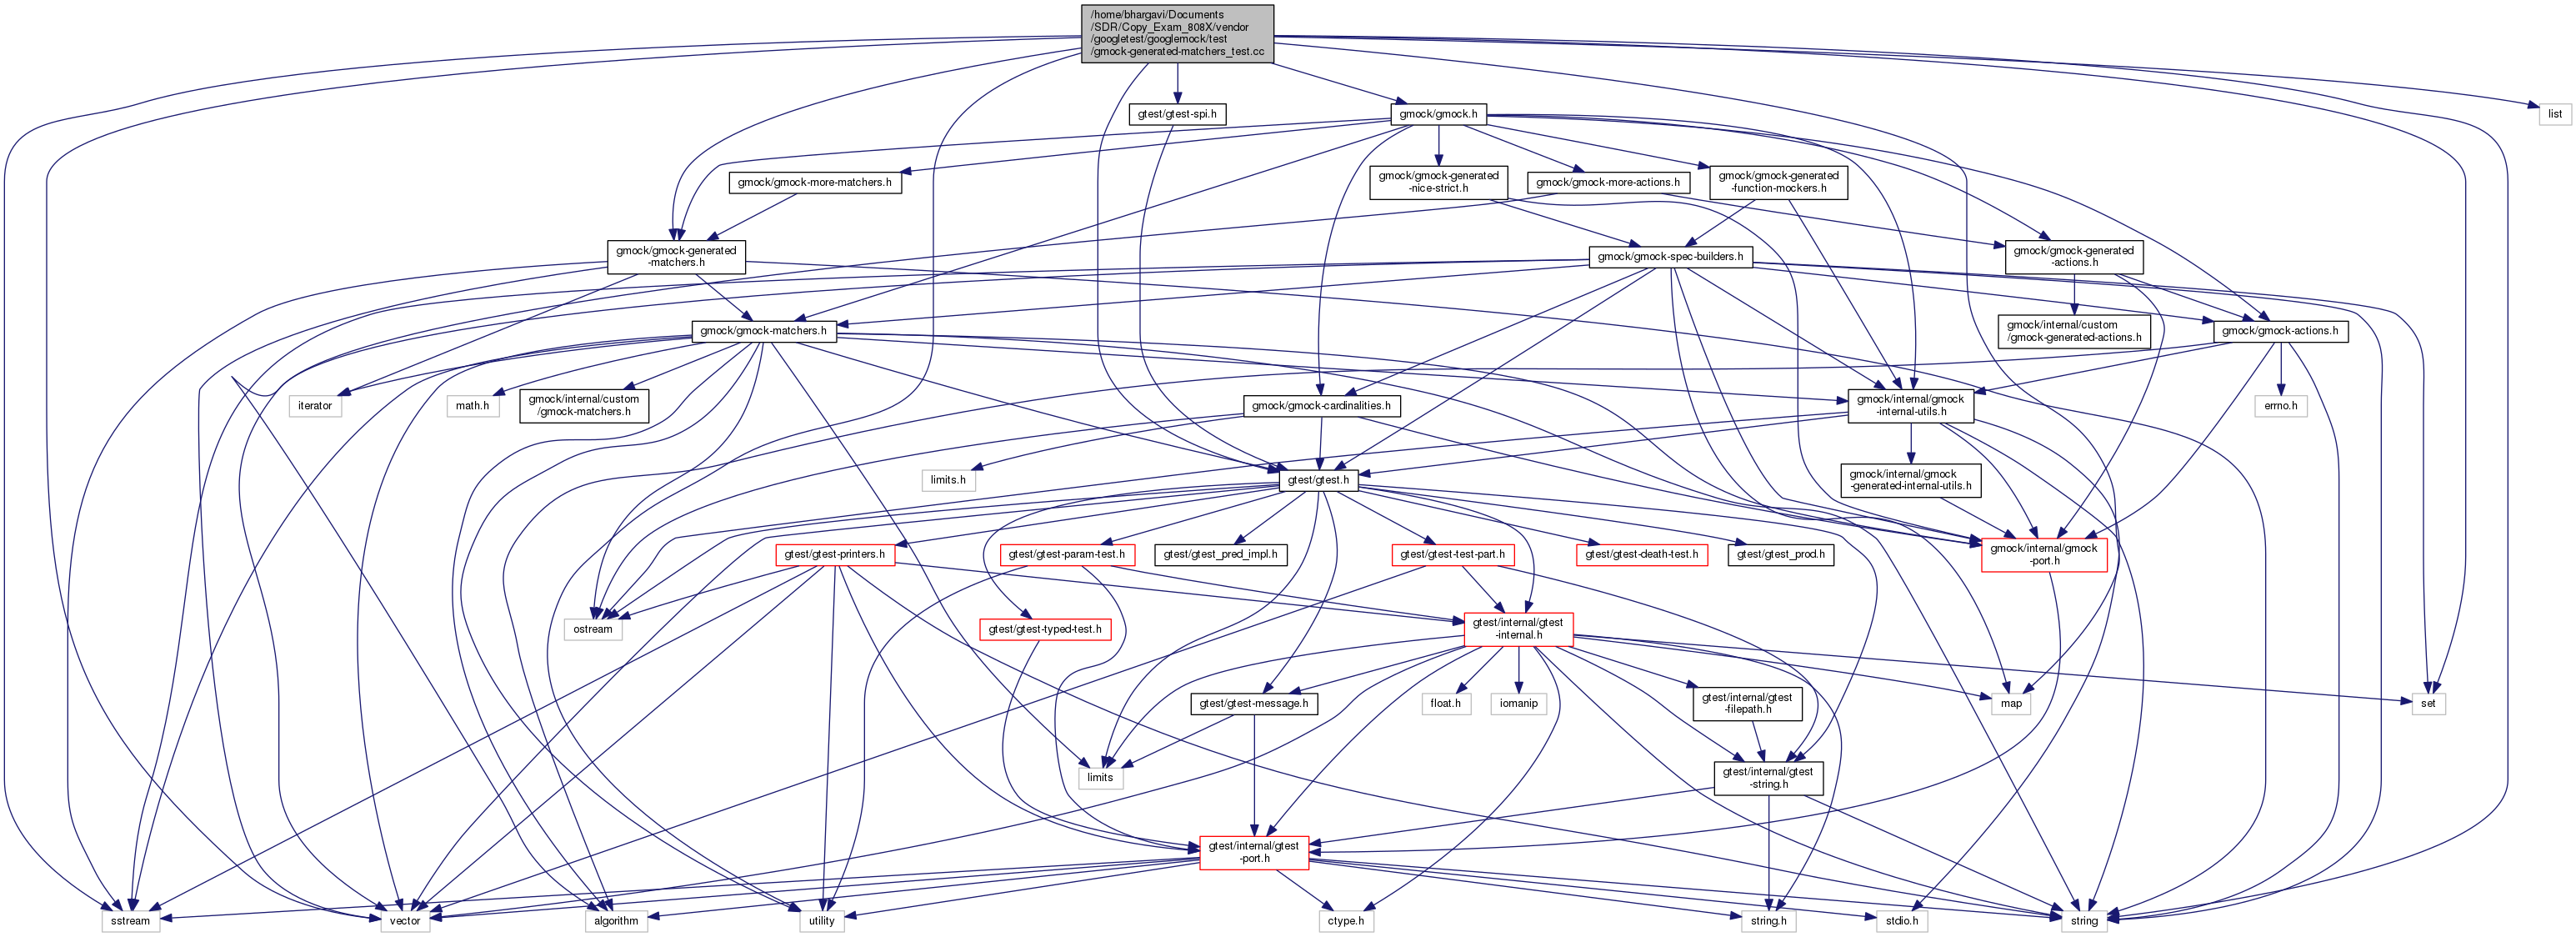 /home/bhargavi/Documents
/SDR/Copy_Exam_808X/vendor
/googletest/googlemock/test
/gmock-generated-matchers_test.cc
gtest/gtest-spi.h
gmock/gmock.h
list
gmock/gmock-more-matchers.h
gmock/gmock-generated
-nice-strict.h
gmock/gmock-more-actions.h
gmock/gmock-generated
-function-mockers.h
gmock/gmock-generated
-matchers.h
gmock/gmock-spec-builders.h
gmock/gmock-generated
-actions.h
gmock/gmock-matchers.h
gmock/internal/custom
/gmock-generated-actions.h
gmock/gmock-actions.h
iterator
math.h
gmock/internal/custom
/gmock-matchers.h
gmock/gmock-cardinalities.h
gmock/internal/gmock
-internal-utils.h
errno.h
limits.h
gtest/gtest.h
gmock/internal/gmock
-generated-internal-utils.h
gtest/gtest-printers.h
gtest/gtest-param-test.h
gtest/gtest_pred_impl.h
gtest/gtest-test-part.h
gtest/gtest-death-test.h
gtest/gtest_prod.h
gmock/internal/gmock
-port.h
ostream
gtest/gtest-typed-test.h
gtest/internal/gtest
-internal.h
gtest/gtest-message.h
float.h
iomanip
gtest/internal/gtest
-filepath.h
map
set
limits
gtest/internal/gtest
-string.h
gtest/internal/gtest
-port.h
sstream
vector
algorithm
utility
ctype.h
string.h
stdio.h
string